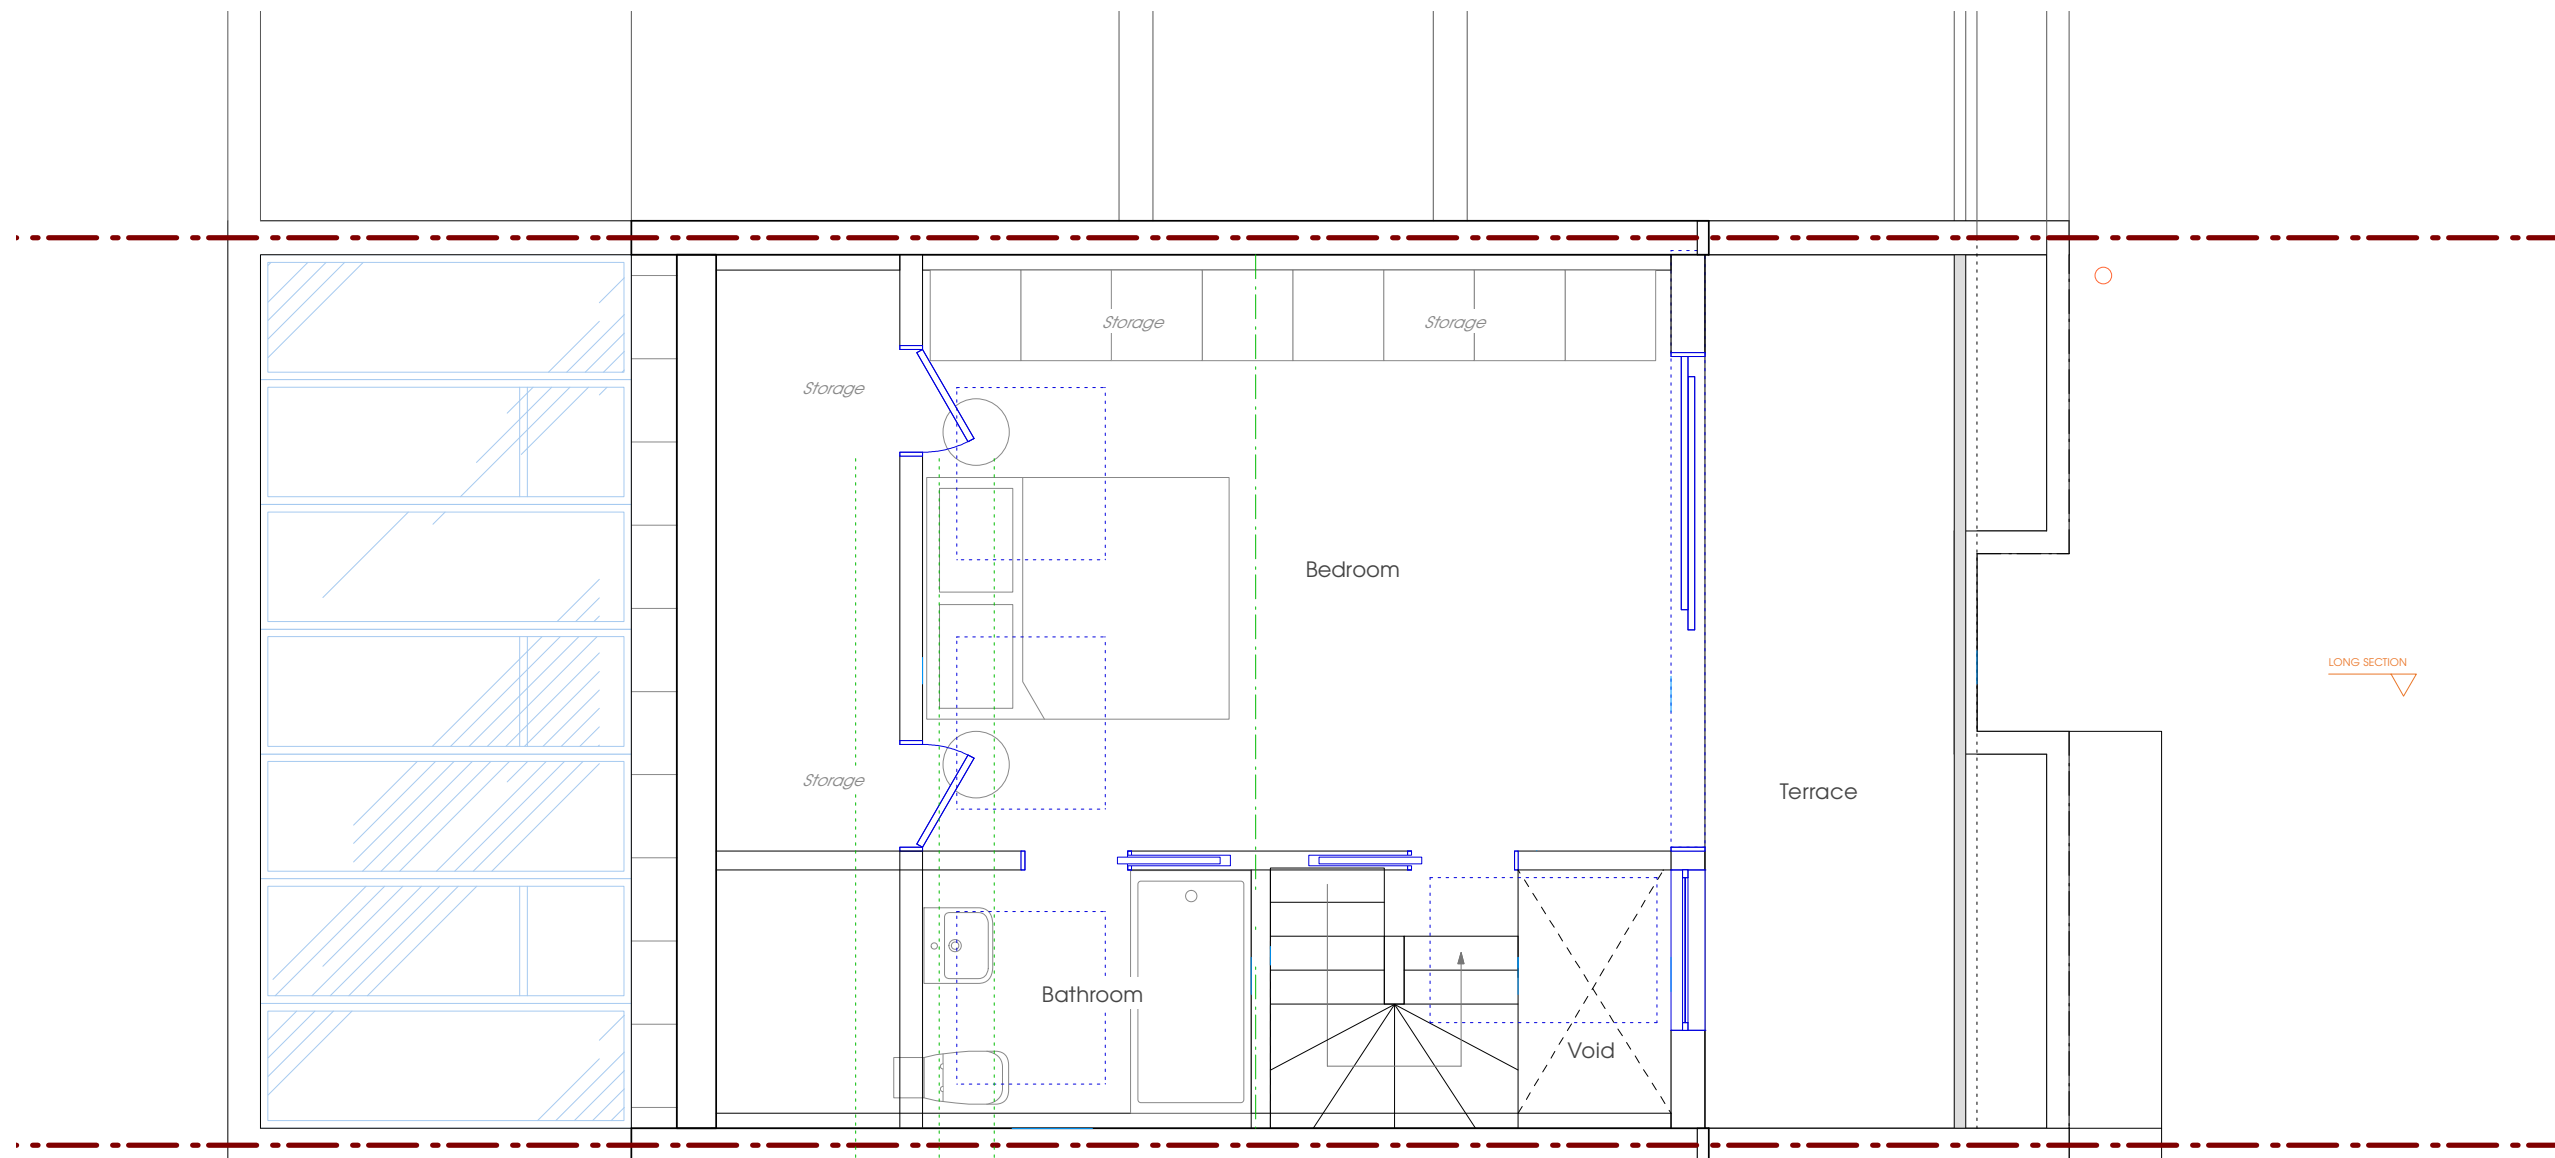 Storage
Storage
Storage
Bedroom
LONG SECTION
Storage
Terrace
Bathroom
Void